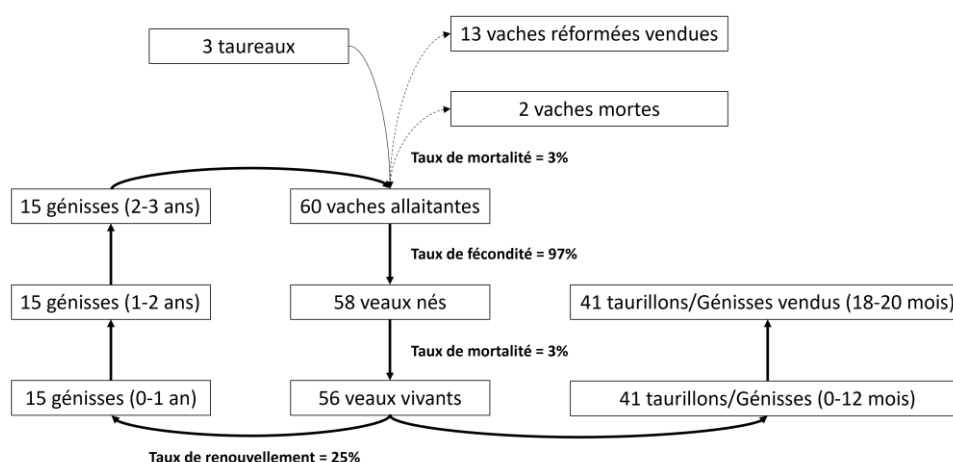 3 taureaux
13 vaches réformées vendues
2 vaches mortes
Taux de mortalité = 3%
15 génisses (2-3 ans)
60 vaches allaitantes
Taux de fécondité = 97%
15 génisses (1-2 ans)
58 veaux nés
41 taurillons/Génisses vendus (18-20 mois)
Taux de mortalité = 3%
15 génisses (0-1 an)
56 veaux vivants
41 taurillons/Génisses (0-12 mois)
Taux de renouvellement = 25%